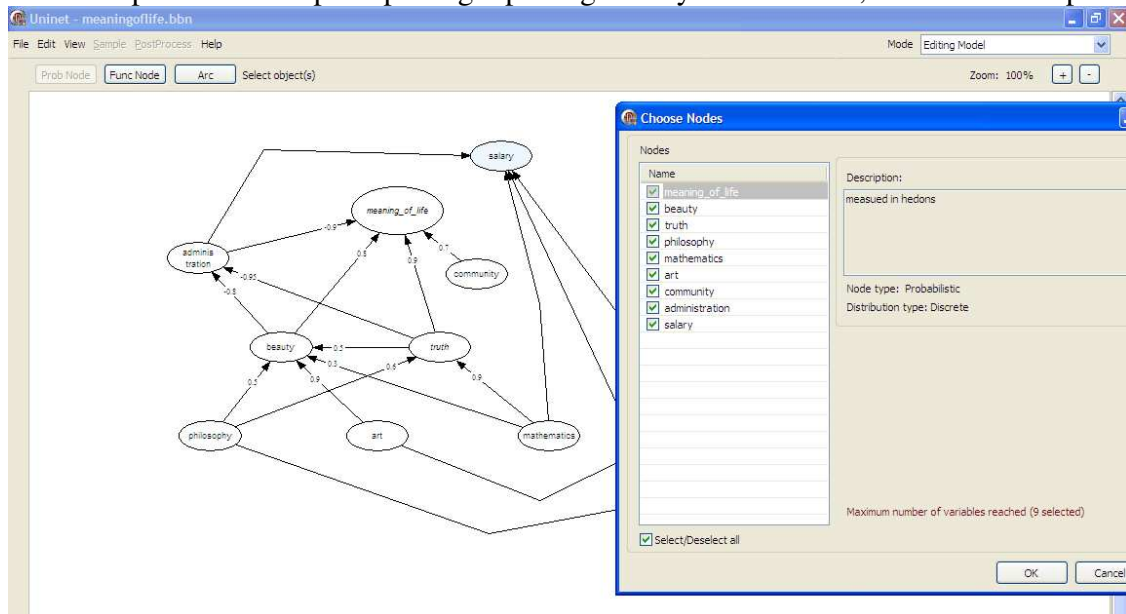 Uninet - meaningoflife.bbn
File Edit View Sample PostProcess Help
Mode Editing Model
Prob Node Func Node Arc Select object(s)
Zoom: 100% + -
salary
meaning_of_life
adminis
tration
community
beauty
truth
philosophy
art
mathematics
-0.9
0.8
0.9
0.7
-0.95
-0.8
0.5
0.3
0.6
0.5
0.9
0.9
Choose Nodes
Nodes
Name
meaning_of_life
beauty
truth
philosophy
mathematics
art
community
administration
salary
Select/Deselect all
Description:
measued in hedons
Node type: Probabilistic
Distribution type: Discrete
Maximum number of variables reached (9 selected)
OK Cancel